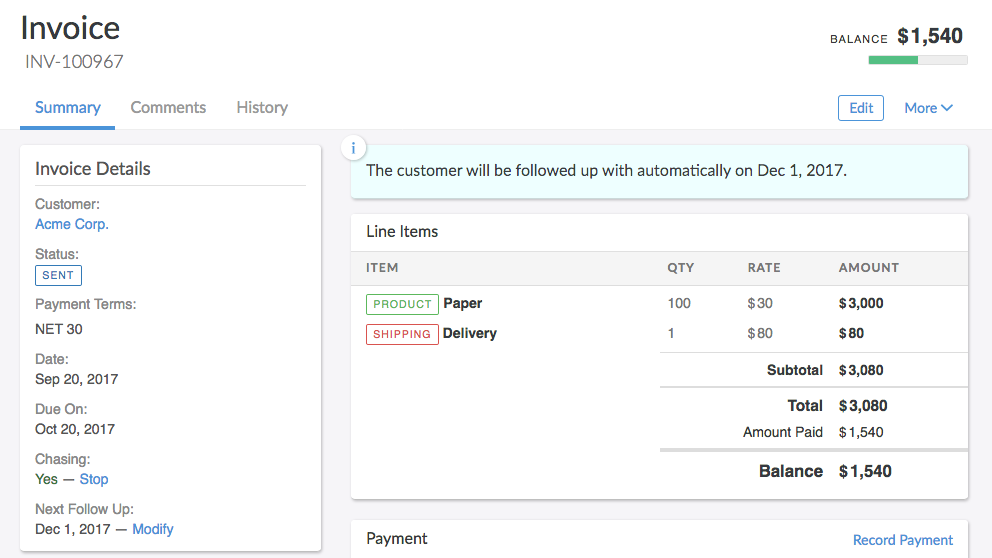 Invoice
INV-100967
BALANCE $1,540
Summary Comments History
Edit More
Invoice Details
Customer:
Acme Corp.
Status:
SENT
Payment Terms:
NET 30
Date:
Sep 20, 2017
Due On:
Oct 20, 2017
Chasing:
Yes — Stop
Next Follow Up:
Dec 1, 2017 — Modify
i
The customer will be followed up with automatically on Dec 1, 2017.
Line Items
ITEM QTY RATE AMOUNT
PRODUCT Paper 100 $30 $3,000
SHIPPING Delivery 1 $80 $80
Subtotal $3,080
Total $3,080
Amount Paid $1,540
Balance $1,540
Payment Record Payment